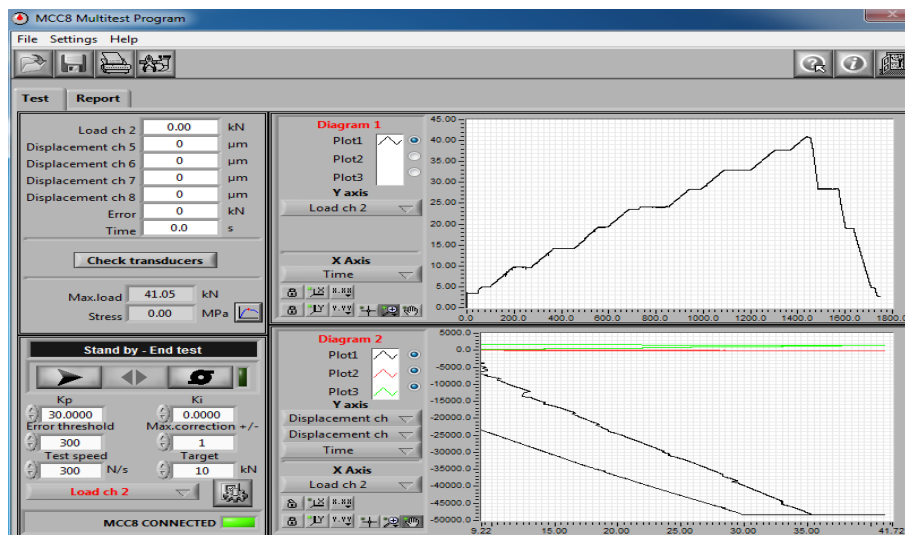 MCC8 Multitest Program
File Settings Help
Test Report
Load ch 2 0.00 kN
Displacement ch 5 0 µm
Displacement ch 6 0 µm
Displacement ch 7 0 µm
Displacement ch 8 0 µm
Error 0 kN
Time 0.0 s
Check transducers
Max.load 41.05 kN
Stress 0.00 MPa
Stand by - End test
Kp Ki
30.0000 0.0000
Error threshold Max.correction +/-
300 1
Test speed Target
300 N/s 10 kN
Load ch 2
MCC8 CONNECTED
Diagram 1
Plot1
Plot2
Plot3
Y axis
Load ch 2
X Axis
Time
X X.XX
Y Y.YY
45.00
40.00
35.00
30.00
25.00
20.00
15.00
10.00
5.00
0.00
0.0 200.0 400.0 600.0 800.0 1000.0 1200.0 1400.0 1600.0 1800.0
Diagram 2
Plot1
Plot2
Plot3
Y axis
Displacement ch
Displacement ch
Time
X Axis
Load ch 2
X X.XX
Y Y.YY
5000.0
0.0
-5000.0
-10000.0
-15000.0
-20000.0
-25000.0
-30000.0
-35000.0
-40000.0
-45000.0
-50000.0
9.22 15.00 20.00 25.00 30.00 35.00 41.72